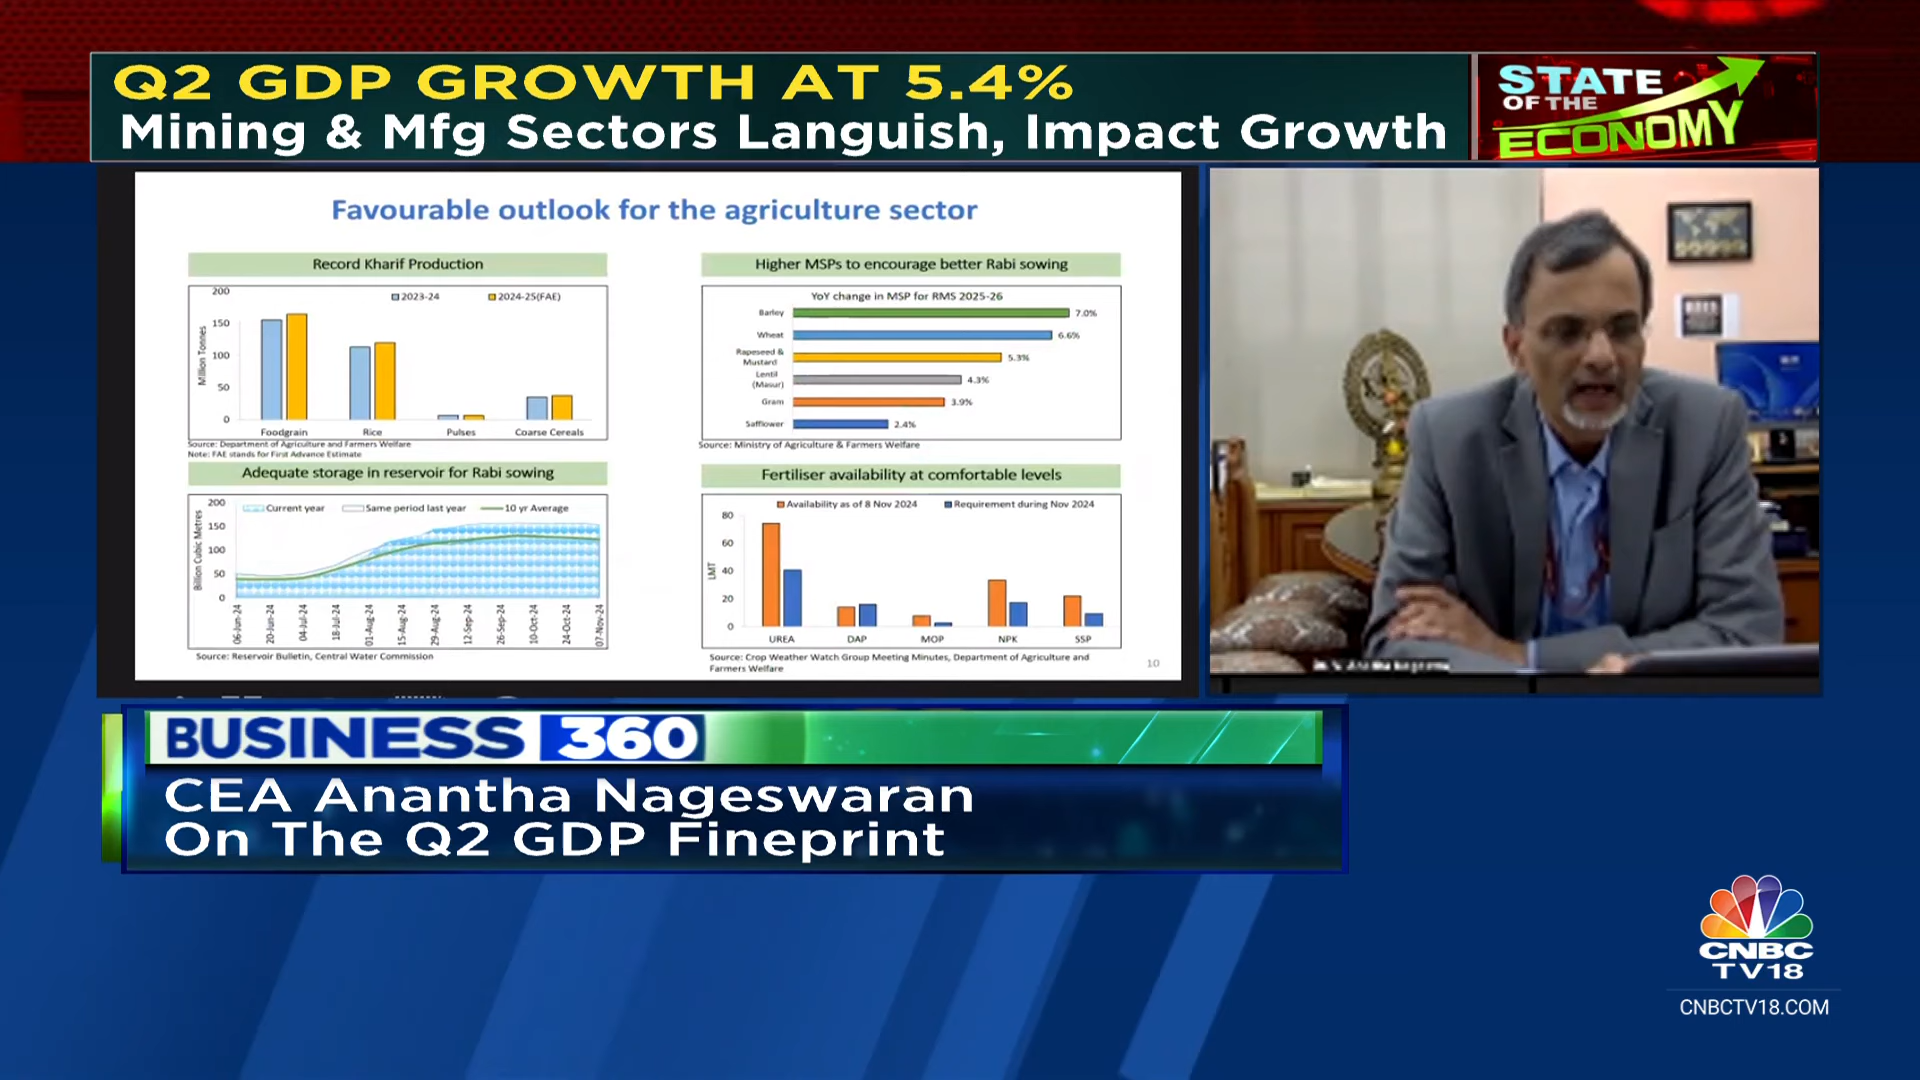 Q2 GDP GROWTH AT 5.4%
Mining & Mfg Sectors Languish, Impact Growth
STATE
OF THE
ECONOMY
Favourable outlook for the agriculture sector
Record Kharif Production
200
2023-24
2024-25(FAE)
150
100
50
0
Million Tonnes
Foodgrain
Rice
Pulses
Coarse Cereals
Source: Department of Agriculture and Farmers Welfare
Note: FAE stands for First Advance Estimate
Higher MSPs to encourage better Rabi sowing
YoY change in MSP for RMS 2025-26
Barley
7.0%
Wheat
6.6%
Rapeseed &
Mustard
5.3%
Lentil
(Masur)
4.3%
Gram
3.9%
Safflower
2.4%
Source: Ministry of Agriculture & Farmers Welfare
Adequate storage in reservoir for Rabi sowing
200
Current year
Same period last year
10 yr Average
150
100
50
0
Billion Cubic Metres
06-Jun-24
20-Jun-24
04-Jul-24
18-Jul-24
01-Aug-24
15-Aug-24
29-Aug-24
12-Sep-24
26-Sep-24
10-Oct-24
24-Oct-24
07-Nov-24
Source: Reservoir Bulletin, Central Water Commission
Fertiliser availability at comfortable levels
Availability as of 8 Nov 2024
Requirement during Nov 2024
80
60
40
20
0
LMT
UREA
DAP
MOP
NPK
SSP
Source: Crop Weather Watch Group Meeting Minutes, Department of Agriculture and
Farmers Welfare
10
BUSINESS 360
CEA Anantha Nageswaran
On The Q2 GDP Fineprint
CNBC
TV18
CNBCTV18.COM